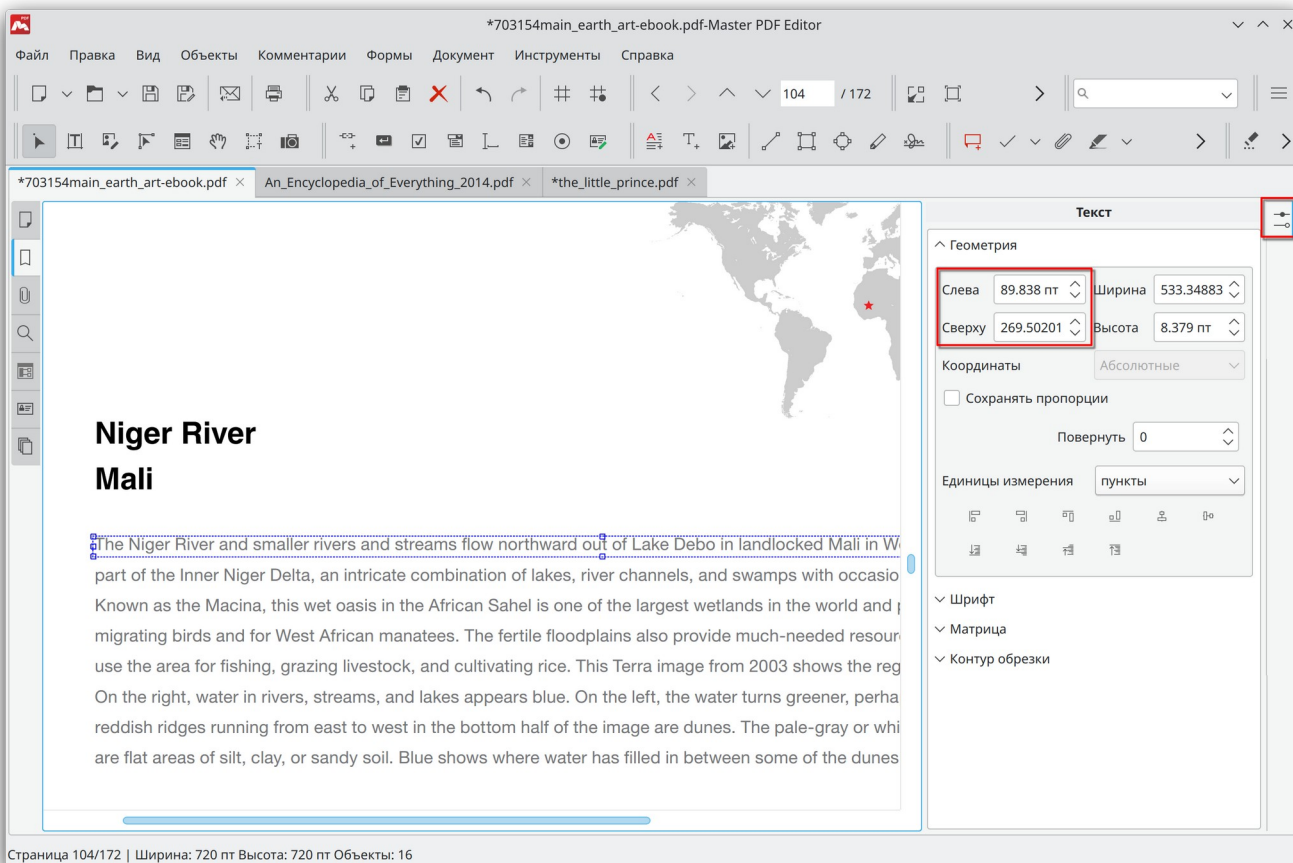 *703154main_earth_art-ebook.pdf-Master PDF Editor
Файл Правка Вид Объекты Комментарии Формы Документ Инструменты Справка
104 / 172
*703154main_earth_art-ebook.pdf An_Encyclopedia_of_Everything_2014.pdf *the_little_prince.pdf
Niger River
Mali
The Niger River and smaller rivers and streams flow northward out of Lake Debo in landlocked Mali in W
part of the Inner Niger Delta, an intricate combination of lakes, river channels, and swamps with occasio
Known as the Macina, this wet oasis in the African Sahel is one of the largest wetlands in the world and p
migrating birds and for West African manatees. The fertile floodplains also provide much-needed resour
use the area for fishing, grazing livestock, and cultivating rice. This Terra image from 2003 shows the reg
On the right, water in rivers, streams, and lakes appears blue. On the left, the water turns greener, perha
reddish ridges running from east to west in the bottom half of the image are dunes. The pale-gray or whi
are flat areas of silt, clay, or sandy soil. Blue shows where water has filled in between some of the dunes
Текст
Геометрия
Слева 89.838 пт Ширина 533.34883
Сверху 269.50201 Высота 8.379 пт
Координаты Абсолютные
Сохранять пропорции
Повернуть 0
Единицы измерения пункты
Шрифт
Матрица
Контур обрезки
Страница 104/172 | Ширина: 720 пт Высота: 720 пт Объекты: 16